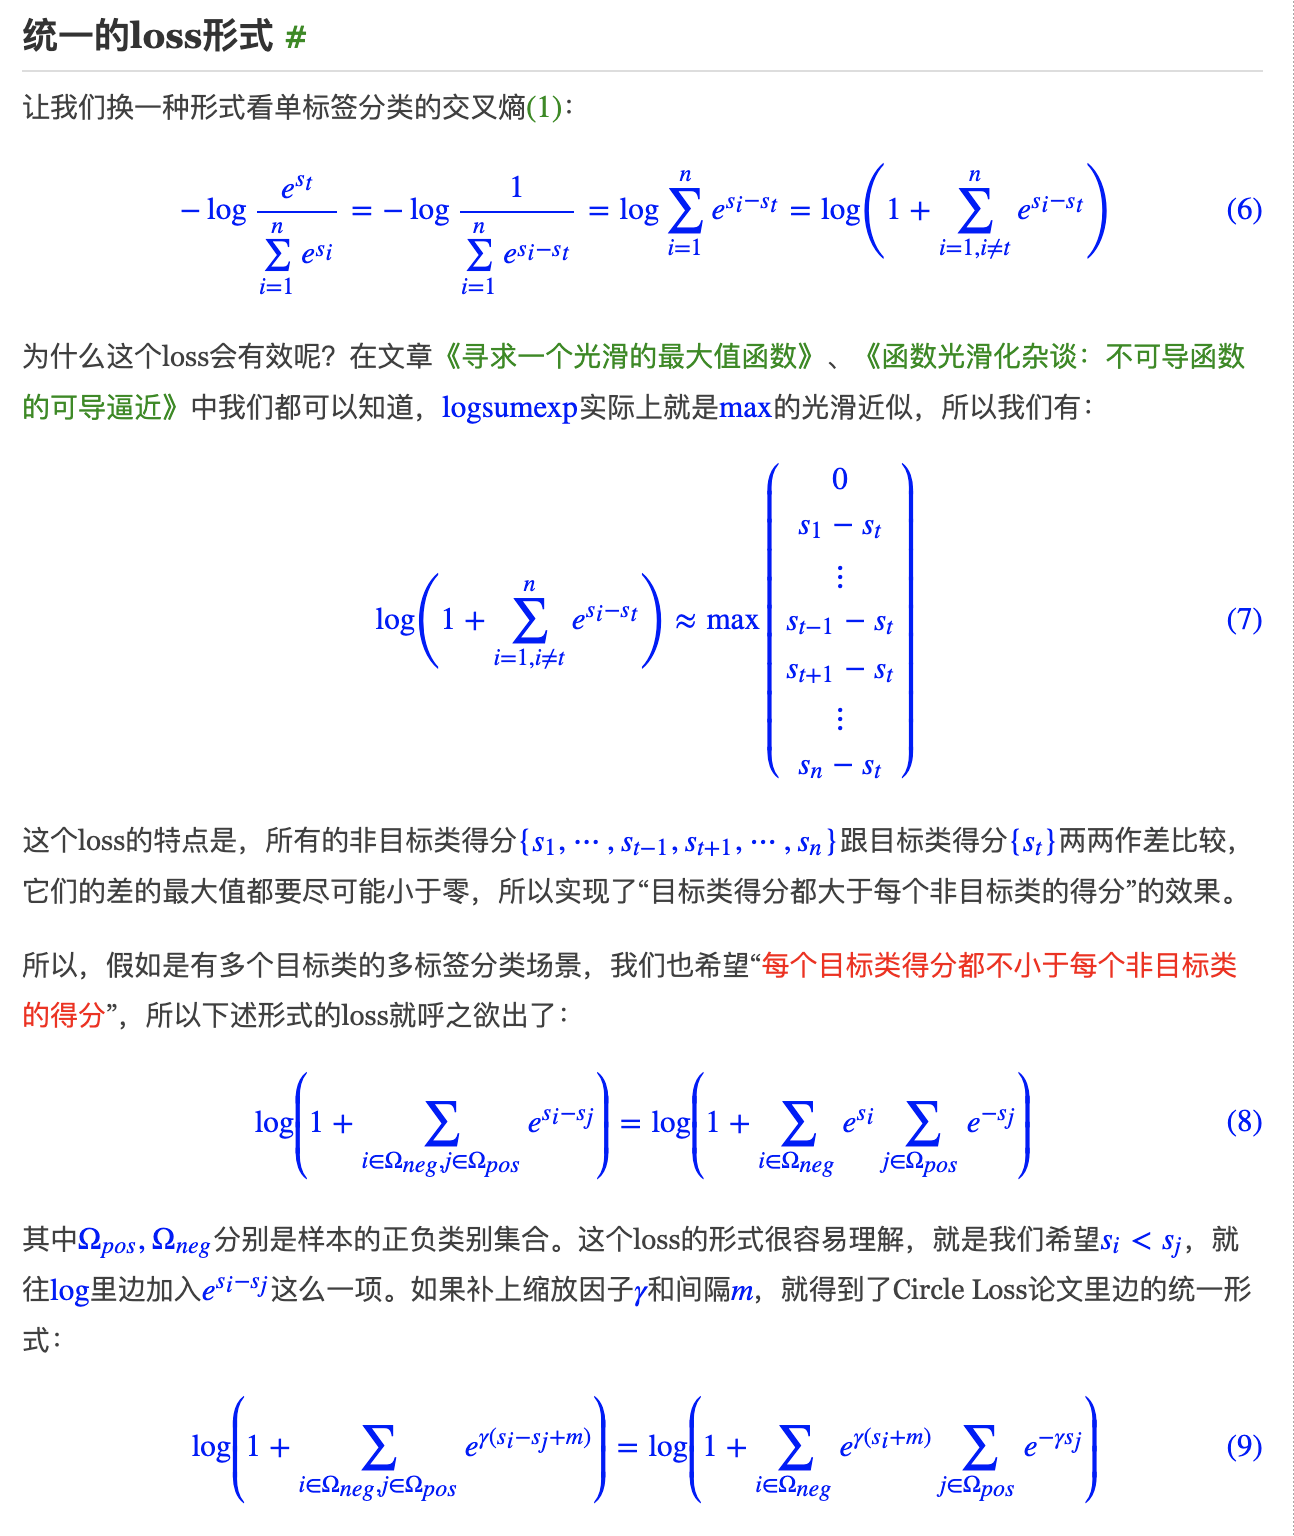 统一的loss形式 #
让我们换一种形式看单标签分类的交叉熵(1)：
$$-\log \frac{e^{s_t}}{\sum\limits_{i=1}^n e^{s_i}} = -\log \frac{1}{\sum\limits_{i=1}^n e^{s_i-s_t}} = \log \sum\limits_{i=1}^n e^{s_i-s_t} = \log \left(1 + \sum\limits_{i=1,i\neq t}^n e^{s_i-s_t}\right) \quad (6)$$
为什么这个loss会有效呢？在文章《寻求一个光滑的最大值函数》、《函数光滑化杂谈：不可导函数
的可导逼近》中我们都可以知道，logsumexp实际上就是max的光滑近似，所以我们有：
$$\log \left(1 + \sum\limits_{i=1,i\neq t}^n e^{s_i-s_t}\right) \approx \max\begin{pmatrix} 0 \\ s_1 - s_t \\ \vdots \\ s_{t-1} - s_t \\ s_{t+1} - s_t \\ \vdots \\ s_n - s_t \end{pmatrix} \quad (7)$$
这个loss的特点是，所有的非目标类得分$\{s_1,\cdots,s_{t-1},s_{t+1},\cdots,s_n\}$跟目标类得分$\{s_t\}$两两作差比较，
它们的差的最大值都要尽可能小于零，所以实现了“目标类得分都大于每个非目标类的得分”的效果。
所以，假如是有多个目标类的多标签分类场景，我们也希望“每个目标类得分都不小于每个非目标类
的得分”，所以下述形式的loss就呼之欲出了：
$$\log \left(1 + \sum\limits_{i\in\Omega_{neg},j\in\Omega_{pos}} e^{s_i-s_j}\right) = \log \left(1 + \sum\limits_{i\in\Omega_{neg}} e^{s_i}\sum\limits_{j\in\Omega_{pos}} e^{-s_j}\right) \quad (8)$$
其中$\Omega_{pos},\Omega_{neg}$分别是样本的正负类别集合。这个loss的形式很容易理解，就是我们希望$s_i < s_j$，就
往log里边加入$e^{s_i-s_j}$这么一项。如果补上缩放因子$\gamma$和间隔$m$，就得到了Circle Loss论文里边的统一形
式：
$$\log \left(1 + \sum\limits_{i\in\Omega_{neg},j\in\Omega_{pos}} e^{\gamma(s_i-s_j+m)}\right) = \log \left(1 + \sum\limits_{i\in\Omega_{neg}} e^{\gamma (s_i+m)}\sum\limits_{j\in\Omega_{pos}} e^{-\gamma s_j}\right) \quad (9)$$